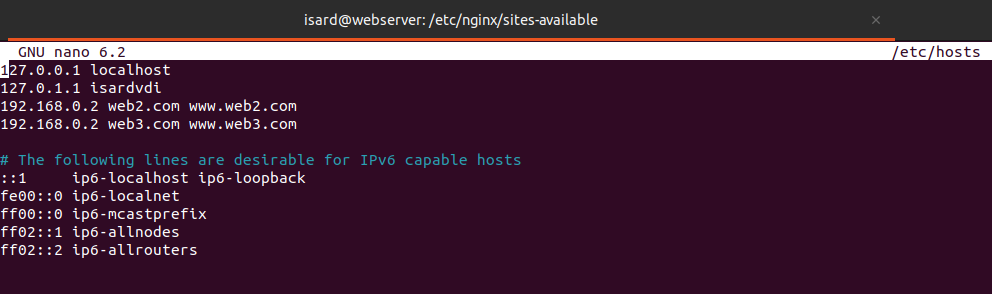 isard@webserver: /etc/nginx/sites-available ×
GNU nano 6.2 /etc/hosts
127.0.0.1 localhost
127.0.1.1 isardvdi
192.168.0.2 web2.com www.web2.com
192.168.0.2 web3.com www.web3.com
# The following lines are desirable for IPv6 capable hosts
::1     ip6-localhost ip6-loopback
fe00::0 ip6-localnet
ff00::0 ip6-mcastprefix
ff02::1 ip6-allnodes
ff02::2 ip6-allrouters